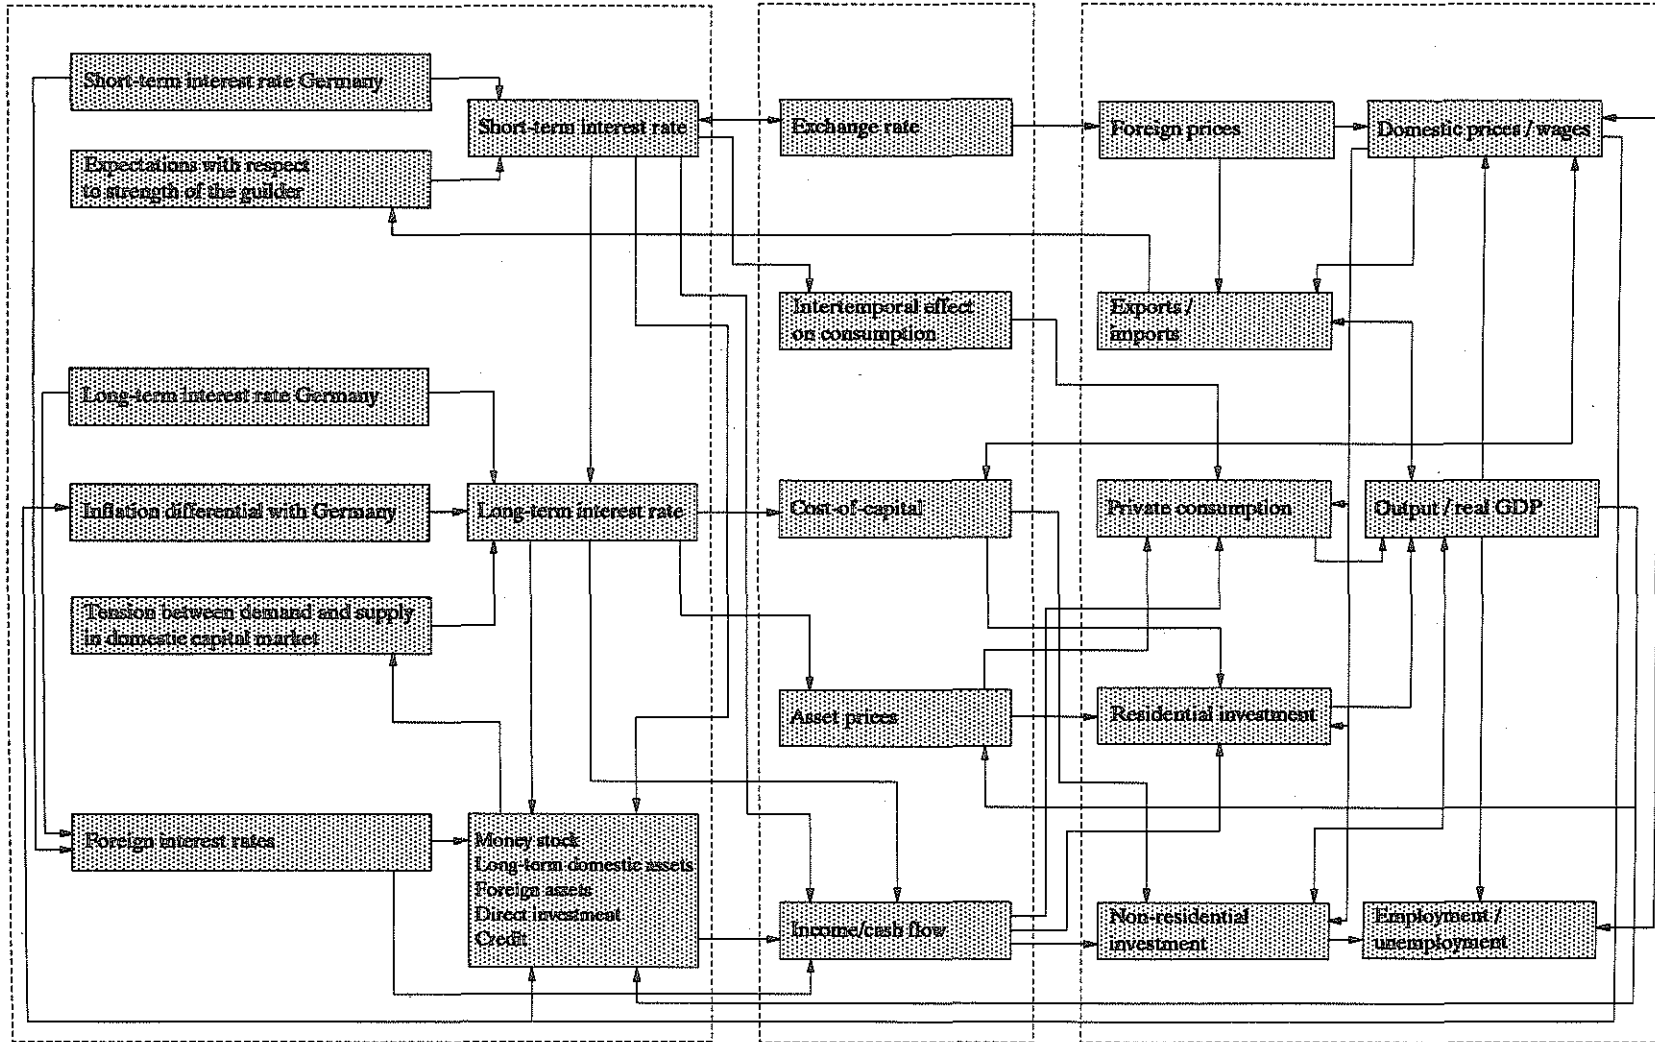 Short-term interest rate Germany
Short-term interest rate
Exchange rate
Foreign prices
Domestic prices / wages
Expectations with respect
to strength of the guilder
Intertemporal effect
on consumption
Exports /
imports
Long-term interest rate Germany
Inflation differential with Germany
Long-term interest rate
Cost-of-capital
Private consumption
Output / real GDP
Tension between demand and supply
in domestic capital market
Asset prices
Residential investment
Foreign interest rates
Money stock
Long-term domestic assets
Foreign assets
Direct investment
Credit
Income/cash flow
Non-residential
investment
Employment /
unemployment